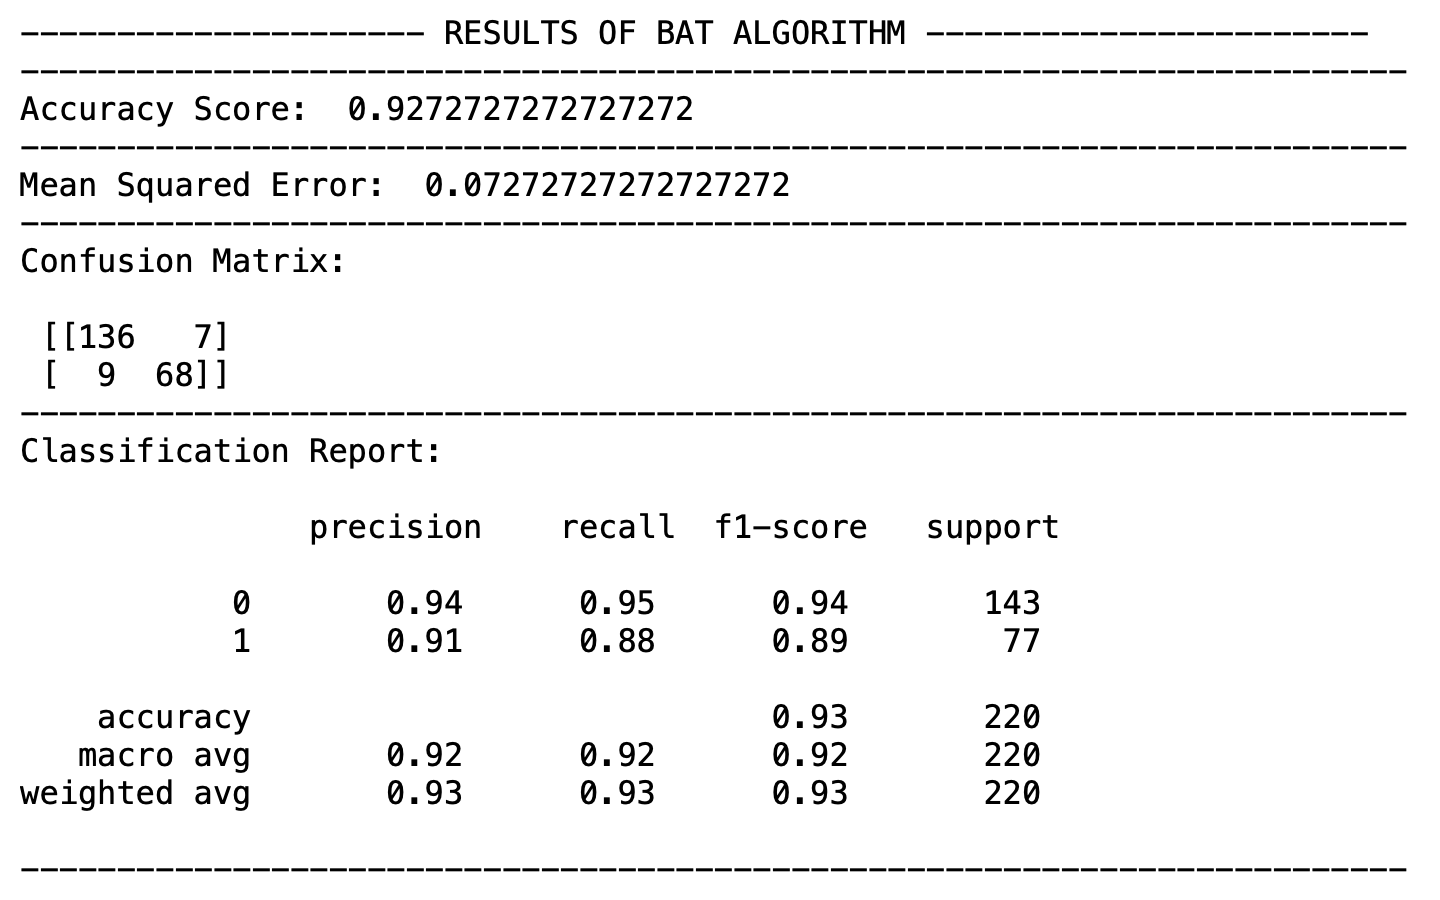 --------------------- RESULTS OF BAT ALGORITHM -----------------------
------------------------------------------------------------------------
Accuracy Score:  0.9272727272727272
------------------------------------------------------------------------
Mean Squared Error:  0.07272727272727272
------------------------------------------------------------------------
Confusion Matrix:

 [[136   7]
 [  9  68]]
------------------------------------------------------------------------
Classification Report:

               precision    recall  f1-score   support

           0       0.94      0.95      0.94       143
           1       0.91      0.88      0.89        77

    accuracy                           0.93       220
   macro avg       0.92      0.92      0.92       220
weighted avg       0.93      0.93      0.93       220

------------------------------------------------------------------------